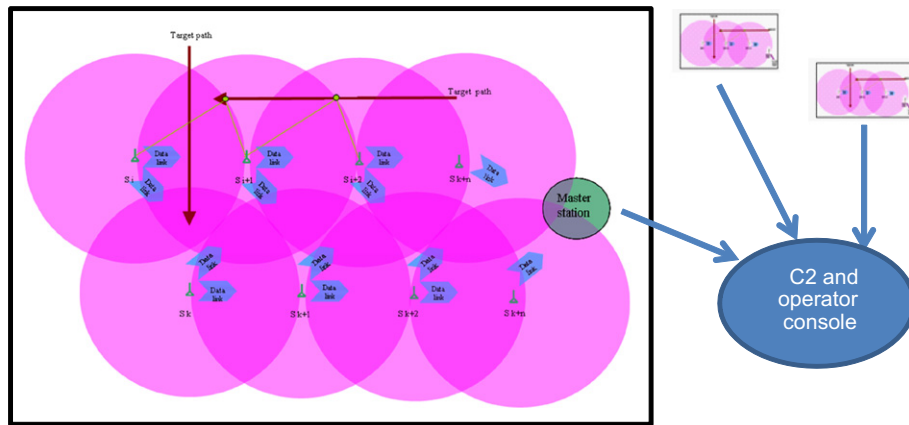 Target path
Target path
Data
link
Data
link
Data
link
Data
link
S i
S i+1
S i+2
S k+n
Data
link
Data
link
Data
link
Data
link
Master
station
Data
link
Data
link
Data
link
Data
link
Data
link
Data
link
Data
link
S k
S k+1
S k+2
S k+n
C2 and
operator
console